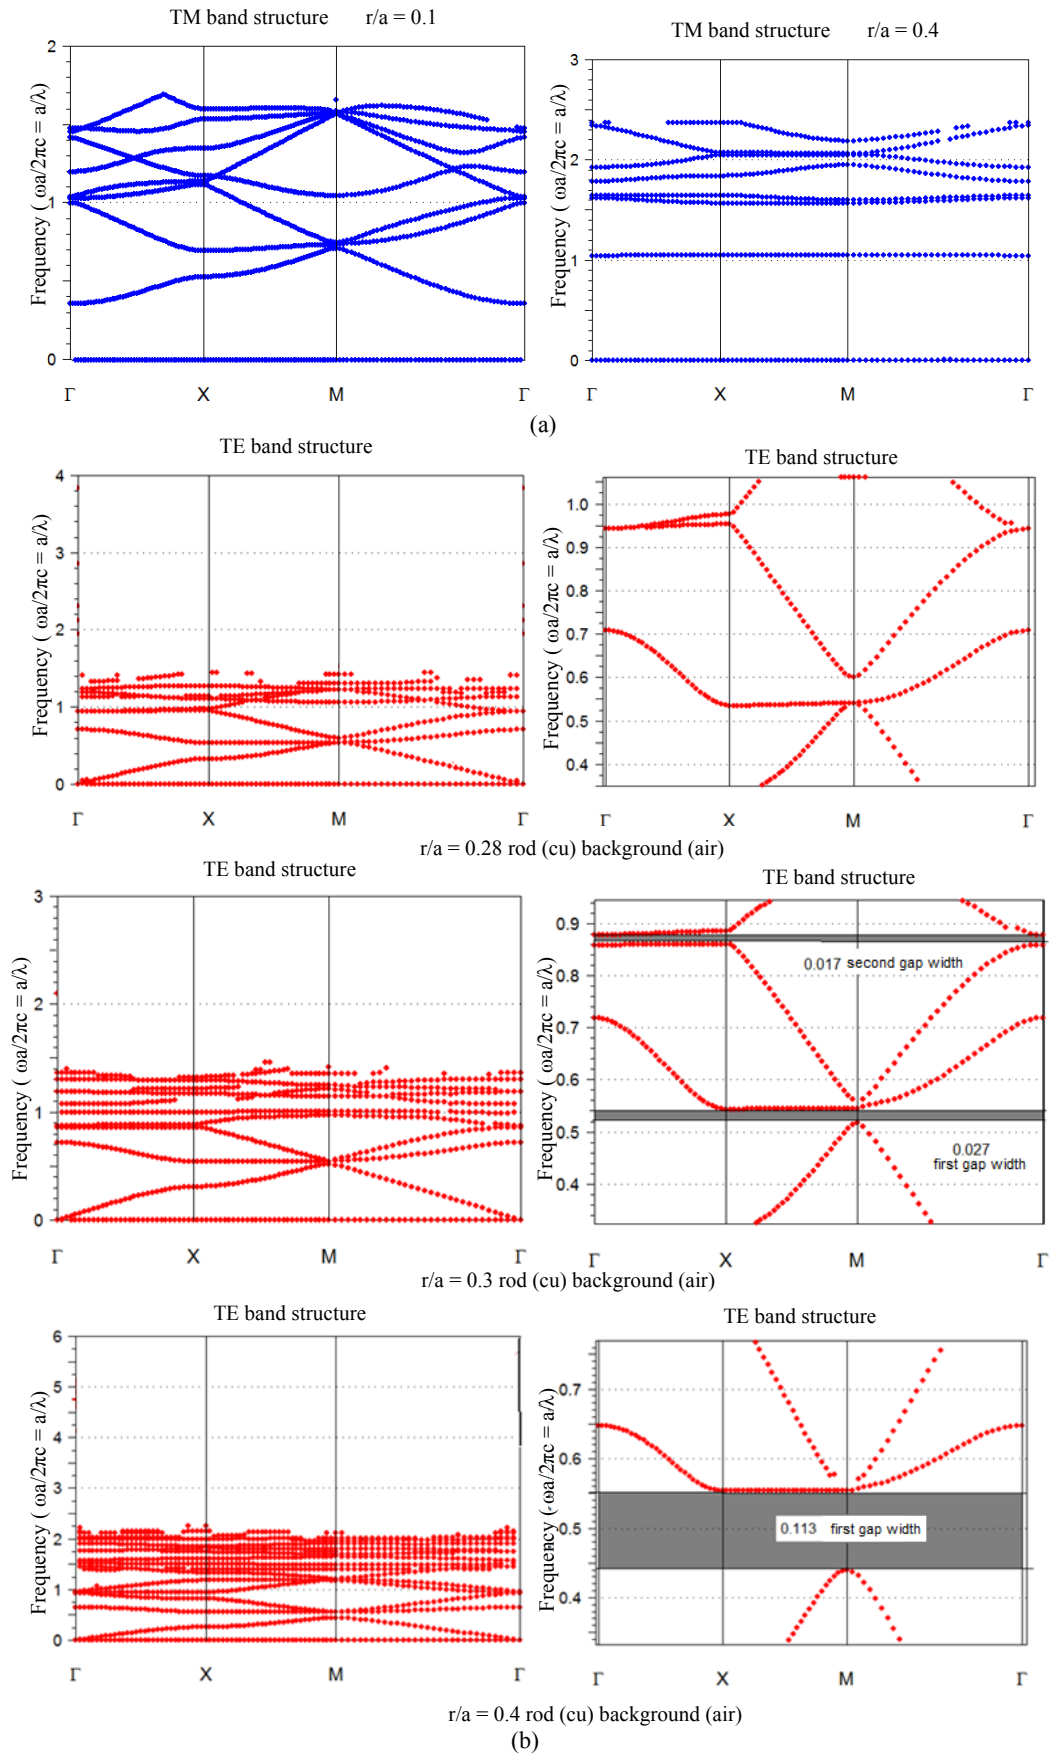 TM band structure r/a = 0.1
TM band structure r/a = 0.4
Frequency ( ωa/2πc = a/λ)
2
1
0
Γ X M Γ
Frequency ( ωa/2πc = a/λ)
3
2
1
0
Γ X M Γ
(a)
TE band structure
TE band structure
Frequency ( ωa/2πc = a/λ)
4
3
2
1
0
Γ X M Γ
Frequency ( ωa/2πc = a/λ)
1.0
0.9
0.8
0.7
0.6
0.5
0.4
Γ X M Γ
r/a = 0.28 rod (cu) background (air)
TE band structure
TE band structure
Frequency ( ωa/2πc = a/λ)
3
2
1
0
Γ X M Γ
Frequency ( ωa/2πc = a/λ)
0.9
0.8
0.7
0.6
0.5
0.4
0.017 second gap width
0.027
first gap width
Γ X M Γ
r/a = 0.3 rod (cu) background (air)
TE band structure
TE band structure
Frequency ( ωa/2πc = a/λ)
6
5
4
3
2
1
0
Γ X M Γ
Frequency (-ωa/2πc = a/λ)
0.7
0.6
0.5
0.4
0.113 first gap width
Γ X M Γ
r/a = 0.4 rod (cu) background (air)
(b)